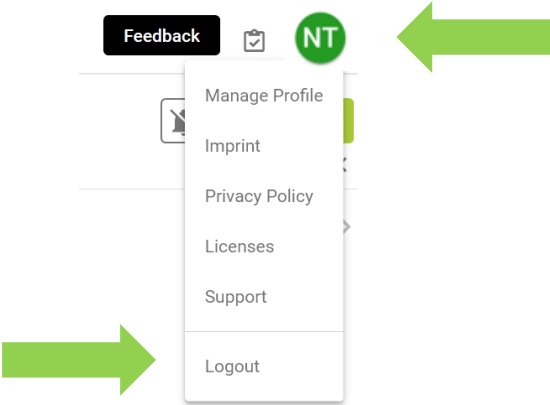 Feedback
NT
Manage Profile
Imprint
Privacy Policy
Licenses
Support
Logout